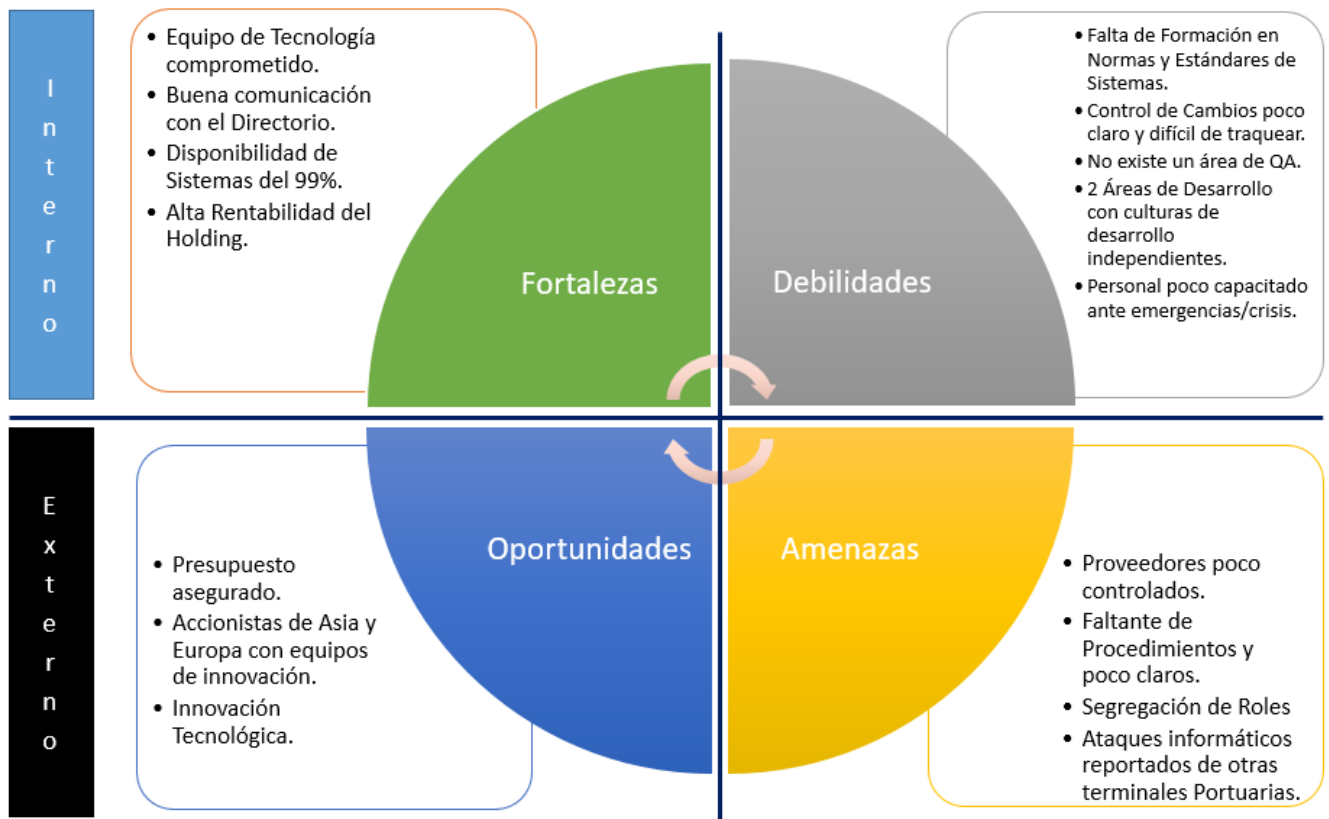 Interno
• Equipo de Tecnología
comprometido.
• Buena comunicación
con el Directorio.
• Disponibilidad de
Sistemas del 99%.
• Alta Rentabilidad del
Holding.
Fortalezas
Debilidades
• Falta de Formación en
Normas y Estándares de
Sistemas.
• Control de Cambios poco
claro y difícil de traquear.
• No existe un área de QA.
• 2 Áreas de Desarrollo
con culturas de
desarrollo
independientes.
• Personal poco capacitado
ante emergencias/crisis.
Externo
• Presupuesto
asegurado.
• Accionistas de Asia y
Europa con equipos
de innovación.
• Innovación
Tecnológica.
Oportunidades
Amenazas
• Proveedores poco
controlados.
• Faltante de
Procedimientos y
poco claros.
• Segregación de Roles
• Ataques informáticos
reportados de otras
terminales Portuarias.